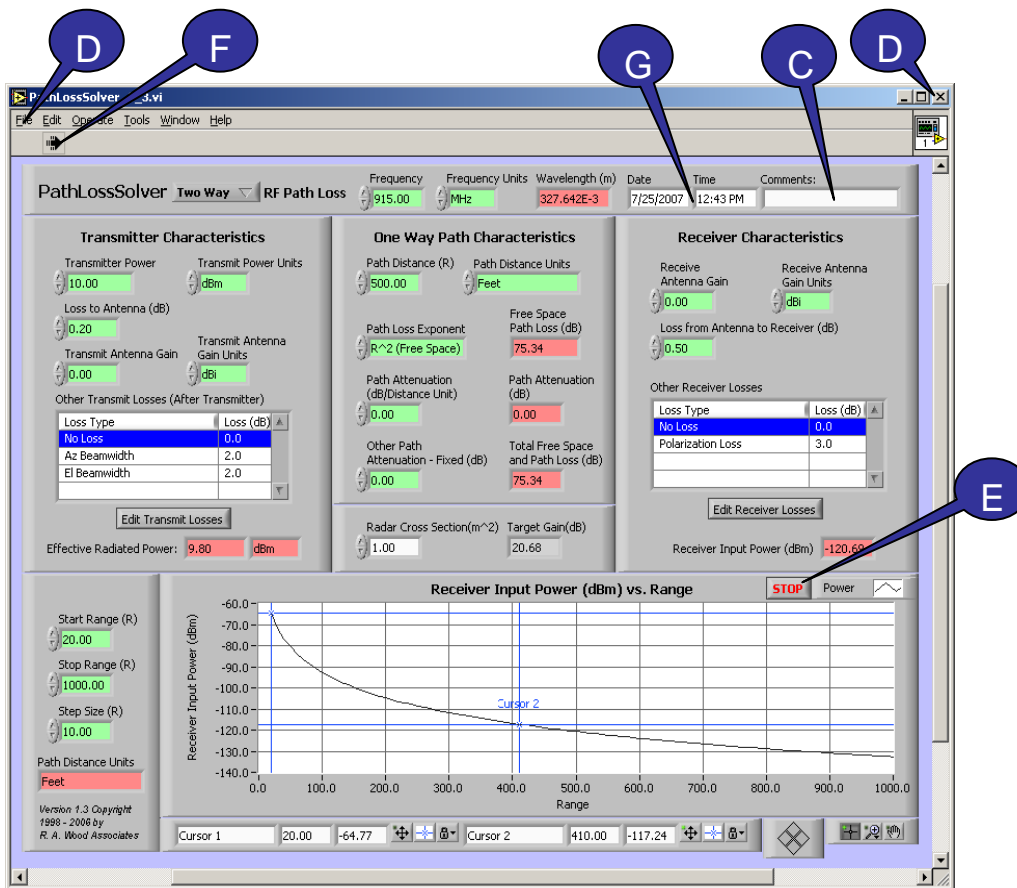 D
F
G
C
D
PathLossSolver _3.vi
File Edit Operate Tools Window Help
1
PathLossSolver Two Way RF Path Loss
Frequency
915.00
Frequency Units
MHz
Wavelength (m)
327.642E-3
Date
7/25/2007
Time
12:43 PM
Comments:
Transmitter Characteristics
Transmitter Power
10.00
Transmit Power Units
dBm
Loss to Antenna (dB)
0.20
Transmit Antenna Gain
0.00
Transmit Antenna
Gain Units
dBi
Other Transmit Losses (After Transmitter)
Loss Type Loss (dB)
No Loss 0.0
Az Beamwidth 2.0
El Beamwidth 2.0
Edit Transmit Losses
Effective Radiated Power: 9.80 dBm
One Way Path Characteristics
Path Distance (R)
500.00
Path Distance Units
Feet
Path Loss Exponent
R^2 (Free Space)
Free Space
Path Loss (dB)
75.34
Path Attenuation
(dB/Distance Unit)
0.00
Path Attenuation
(dB)
0.00
Other Path
Attenuation - Fixed (dB)
0.00
Total Free Space
and Path Loss (dB)
75.34
Radar Cross Section(m^2)
1.00
Target Gain(dB)
20.68
Receiver Characteristics
Receive
Antenna Gain
0.00
Receive Antenna
Gain Units
dBi
Loss from Antenna to Receiver (dB)
0.50
Other Receiver Losses
Loss Type Loss (dB)
No Loss 0.0
Polarization Loss 3.0
Edit Receiver Losses
Receiver Input Power (dBm) -120.69
E
Start Range (R)
20.00
Stop Range (R)
1000.00
Step Size (R)
10.00
Path Distance Units
Feet
Version 1.3 Copyright
1998 - 2006 by
R. A. Wood Associates
Receiver Input Power (dBm) vs. Range
STOP
Power
Receiver Input Power (dBm)
-60.0
-70.0
-80.0
-90.0
-100.0
-110.0
-120.0
-130.0
-140.0
Cursor 2
0.0 100.0 200.0 300.0 400.0 500.0 600.0 700.0 800.0 900.0 1000.0
Range
Cursor 1 20.00 -64.77 Cursor 2 410.00 -117.24